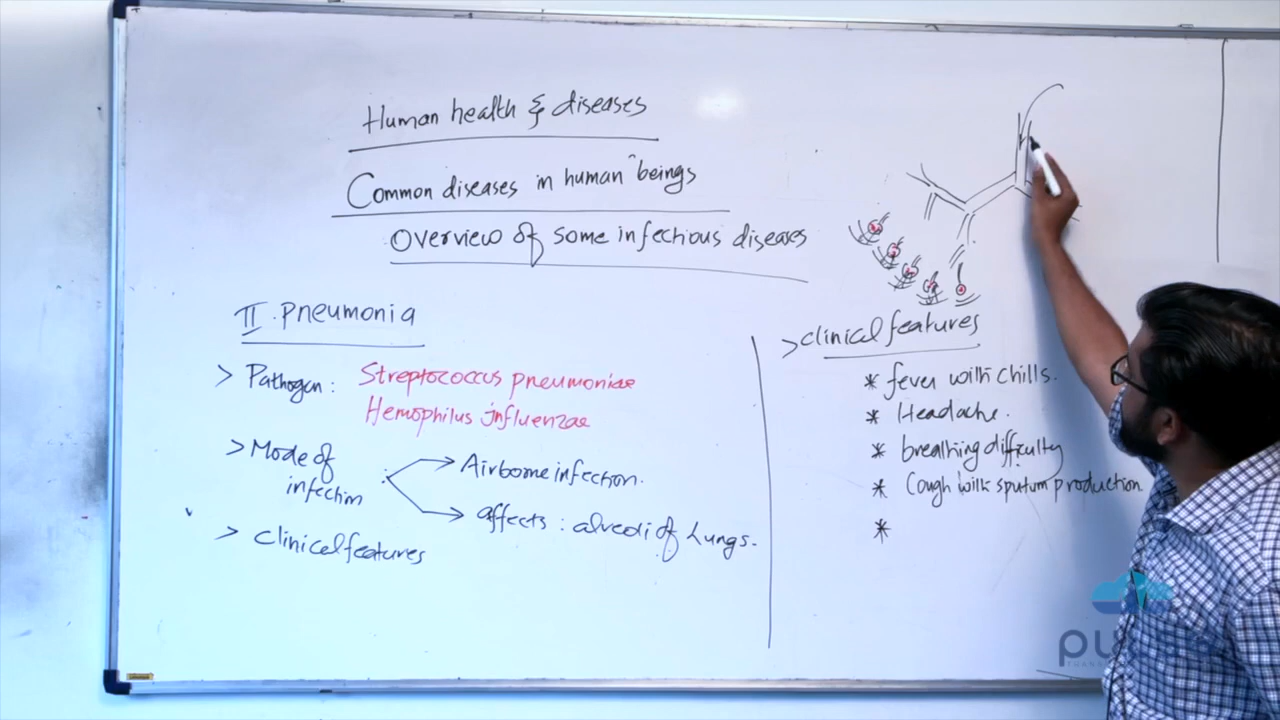 Human health & diseases
Common diseases in human beings
Overview of some infectious diseases
II. Pneumonia
> Pathogen: Streptococcus pneumoniae
Hemophilus influenzae
> Mode of
infection
Airborne infection.
affects: alveoli of Lungs.
> Clinical features
> Clinical features
* fever with chills.
* Headache.
* breathing difficulty
* Cough with sputum production
*